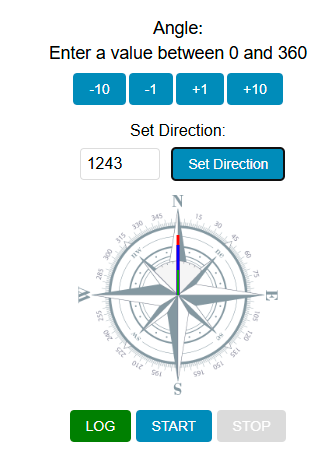 Angle:
Enter a value between 0 and 360
-10 -1 +1 +10
Set Direction:
1243 Set Direction
N
345 15
330 30
315 45
300 60
285 75
NW ne
W E
255 105
240 120
225 135
210 150
195 165
SW se
S
LOG START STOP